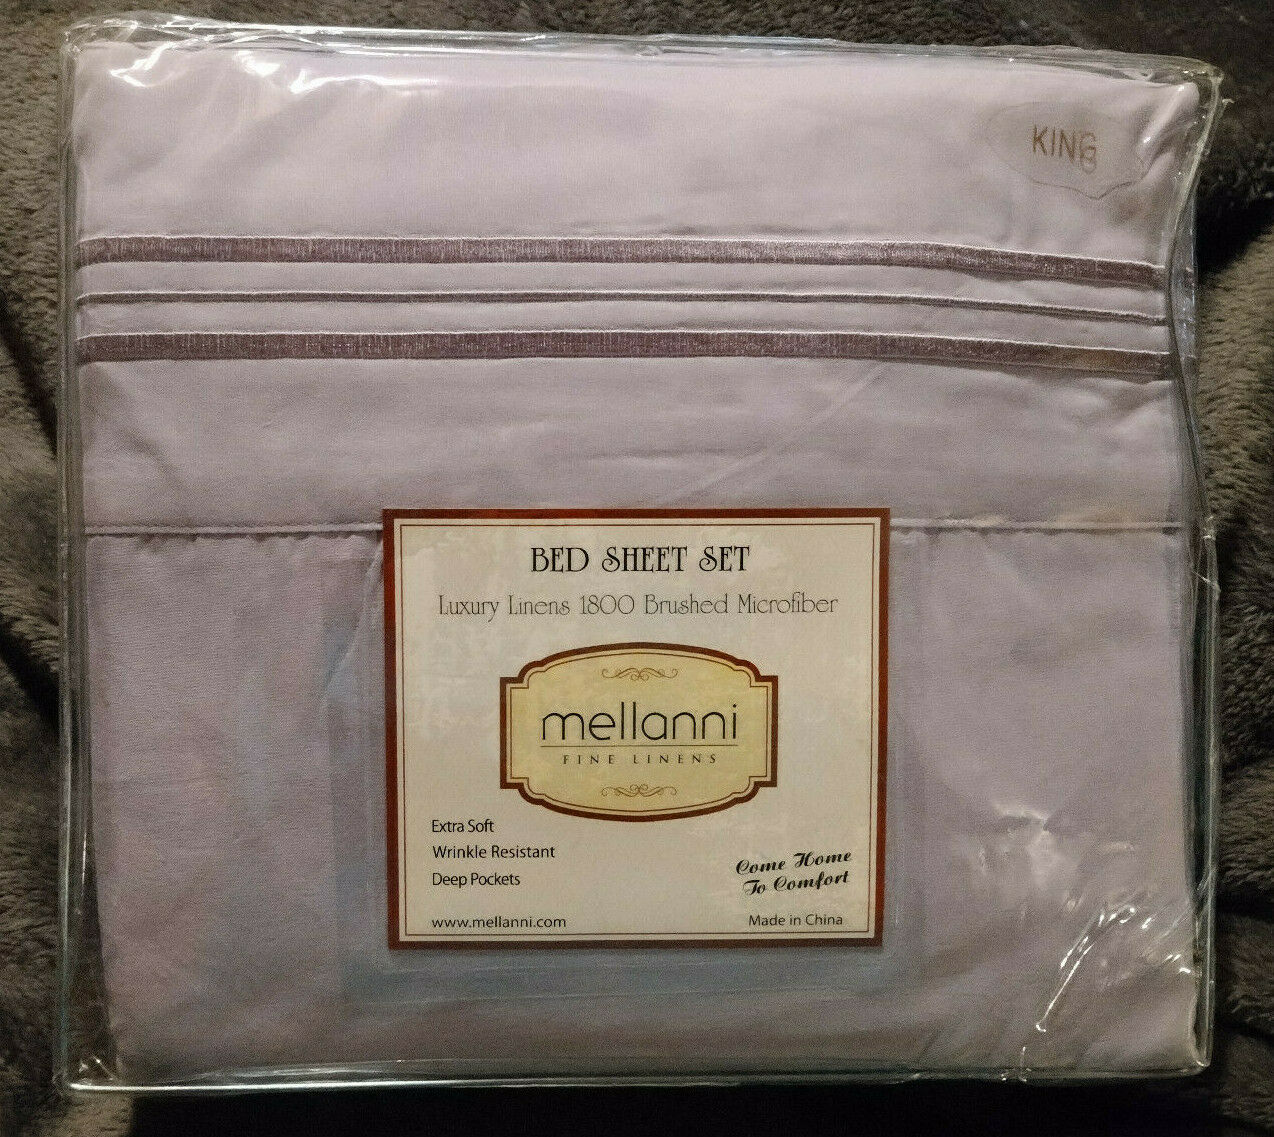 KING
BED SHEET SET
Luxury Linens 1800 Brushed Microfiber
mellanni
FINE LINENS
Extra Soft
Wrinkle Resistant
Deep Pockets
Come Home
To Comfort
www.mellanni.com
Made in China